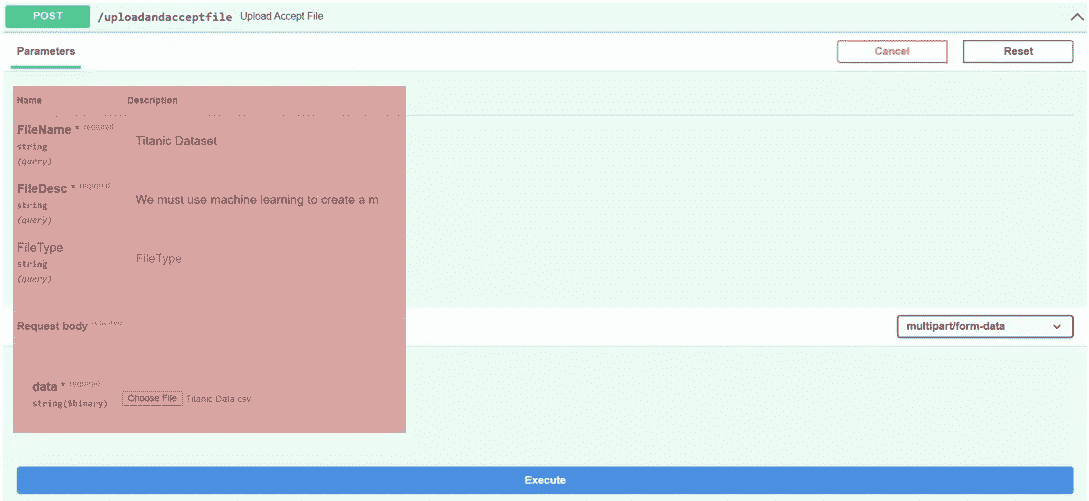 POST /uploadandacceptfile Upload Accept File
Parameters Cancel Reset
Name Description
FileName * required
string
(query)
Titanic Dataset
FileDesc * required
string
(query)
We must use machine learning to create a m
FileType
string
(query)
FileType
Request body required multipart/form-data
data * required
string($binary)
Choose File Titanic Data.csv
Execute